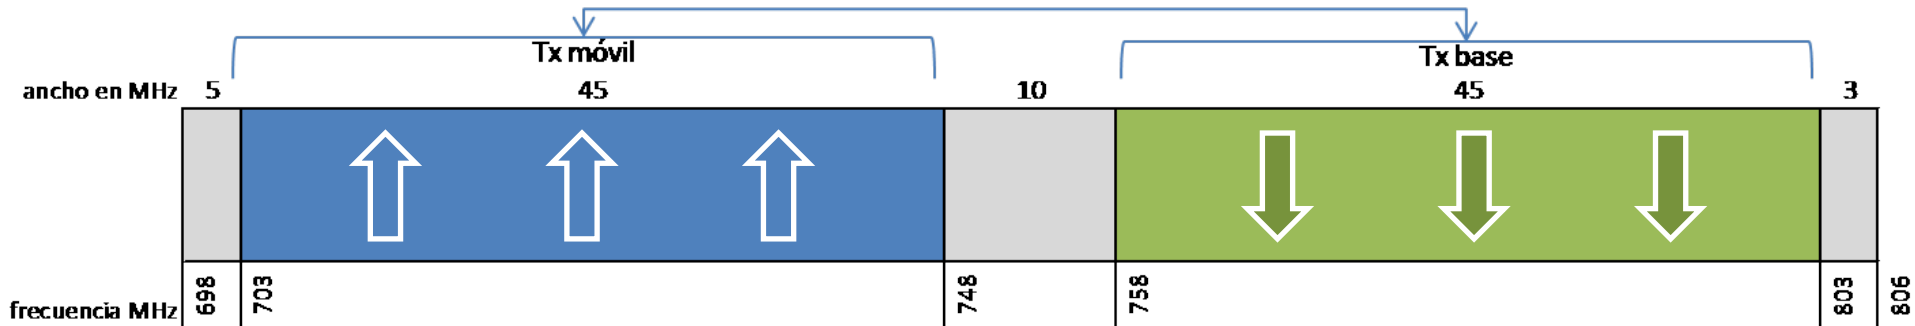 Tx móvil
Tx base
ancho en MHz 5 45 10 45 3
frecuencia MHz 698 703 748 758 803 806